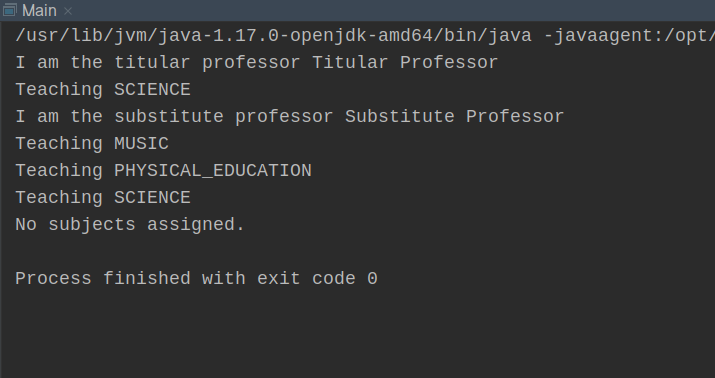 Main
/usr/lib/jvm/java-1.17.0-openjdk-amd64/bin/java -javaagent:/opt/
I am the titular professor Titular Professor
Teaching SCIENCE
I am the substitute professor Substitute Professor
Teaching MUSIC
Teaching PHYSICAL_EDUCATION
Teaching SCIENCE
No subjects assigned.
Process finished with exit code 0